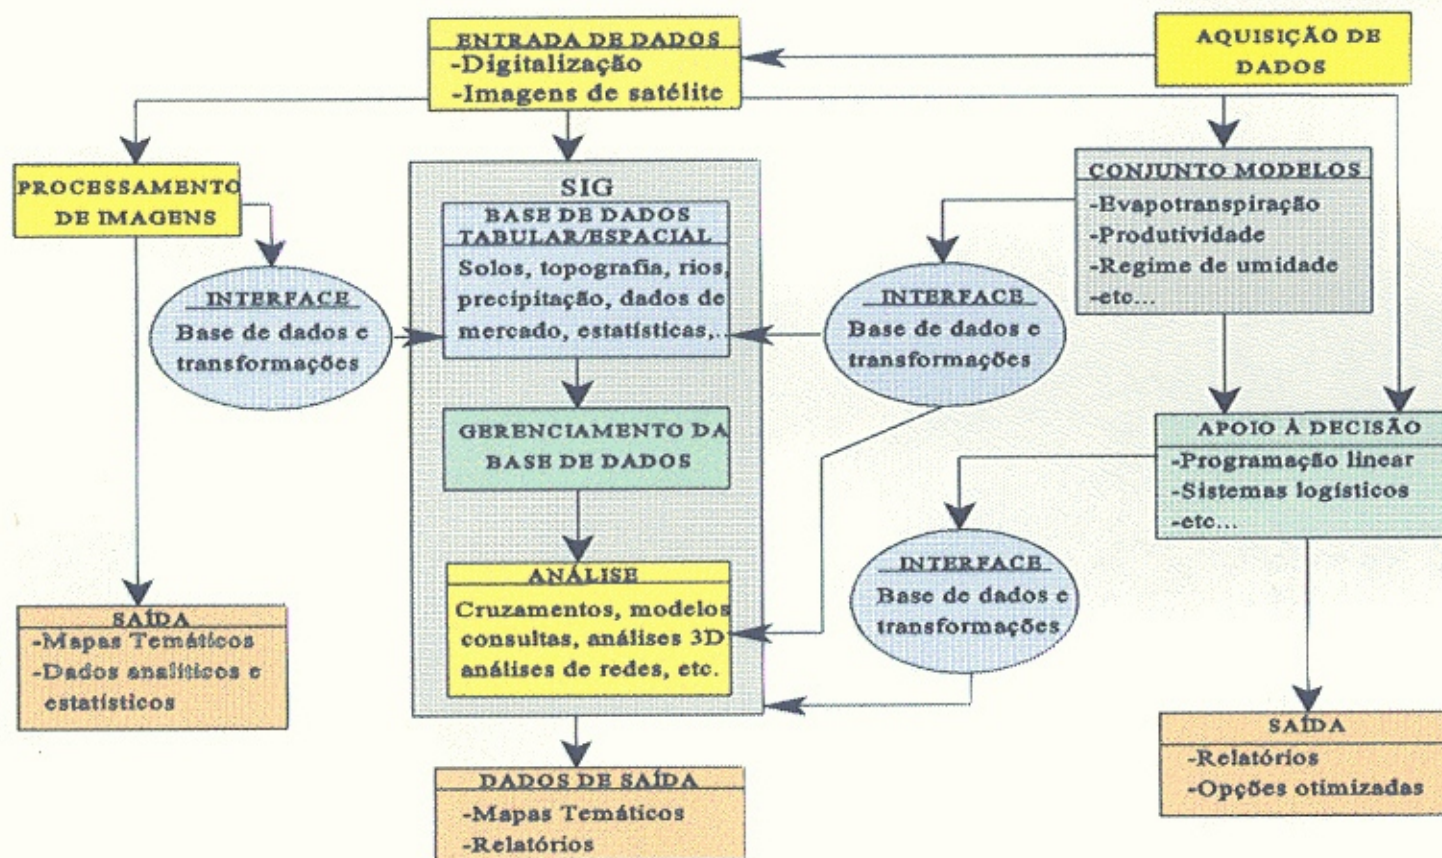 ENTRADA DE DADOS
-Digitalização
-Imagens de satélite
AQUISIÇÃO DE
DADOS
PROCESSAMENTO
DE IMAGENS
SIG
BASE DE DADOS
TABULAR/ESPACIAL
Solos, topografia, rios,
precipitação, dados de
mercado, estatísticas,...
CONJUNTO MODELOS
-Evapotranspiração
-Produtividade
-Regime de umidade
-etc...
INTERFACE
Base de dados e
transformações
INTERFACE
Base de dados e
transformações
GERENCIAMENTO DA
BASE DE DADOS
APOIO À DECISÃO
-Programação linear
-Sistemas logísticos
-etc...
ANÁLISE
Cruzamentos, modelos
consultas, análises 3D
análises de redes, etc.
INTERFACE
Base de dados e
transformações
SAÍDA
-Mapas Temáticos
-Dados analíticos e
estatísticos
DADOS DE SAÍDA
-Mapas Temáticos
-Relatórios
SAÍDA
-Relatórios
-Opções otimizadas